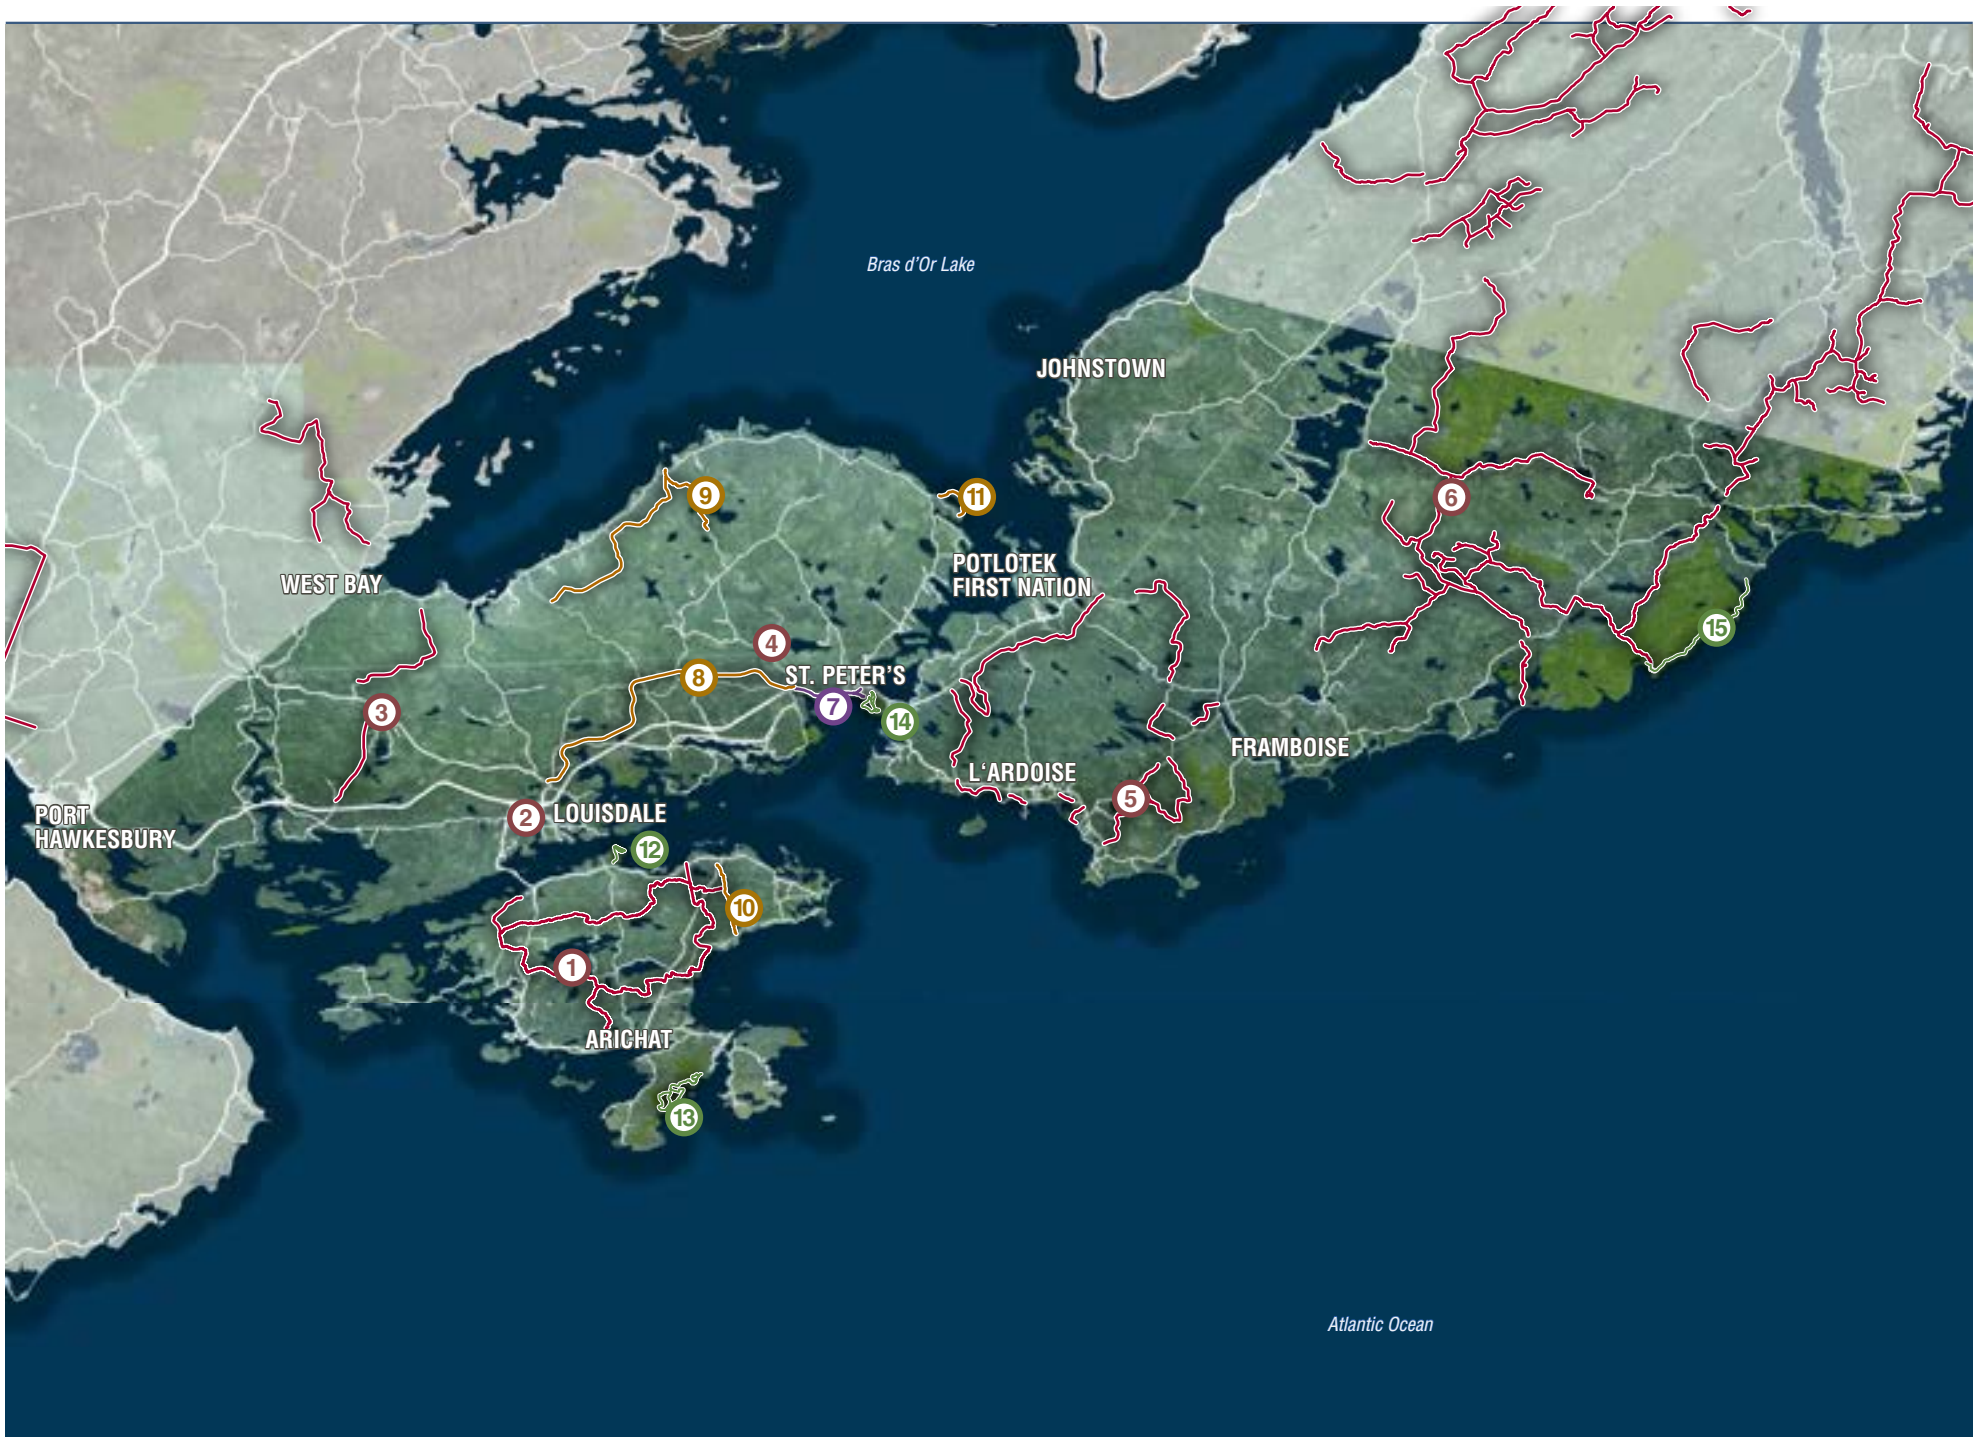 Bras d'Or Lake
JOHNSTOWN
9
11
6
POTLOTEK
FIRST NATION
WEST BAY
15
4
8
ST. PETER'S
7
14
3
FRAMBOISE
L'ARDOISE
5
PORT
HAWKESBURY
2
LOUISDALE
12
10
1
ARICHAT
13
Atlantic Ocean